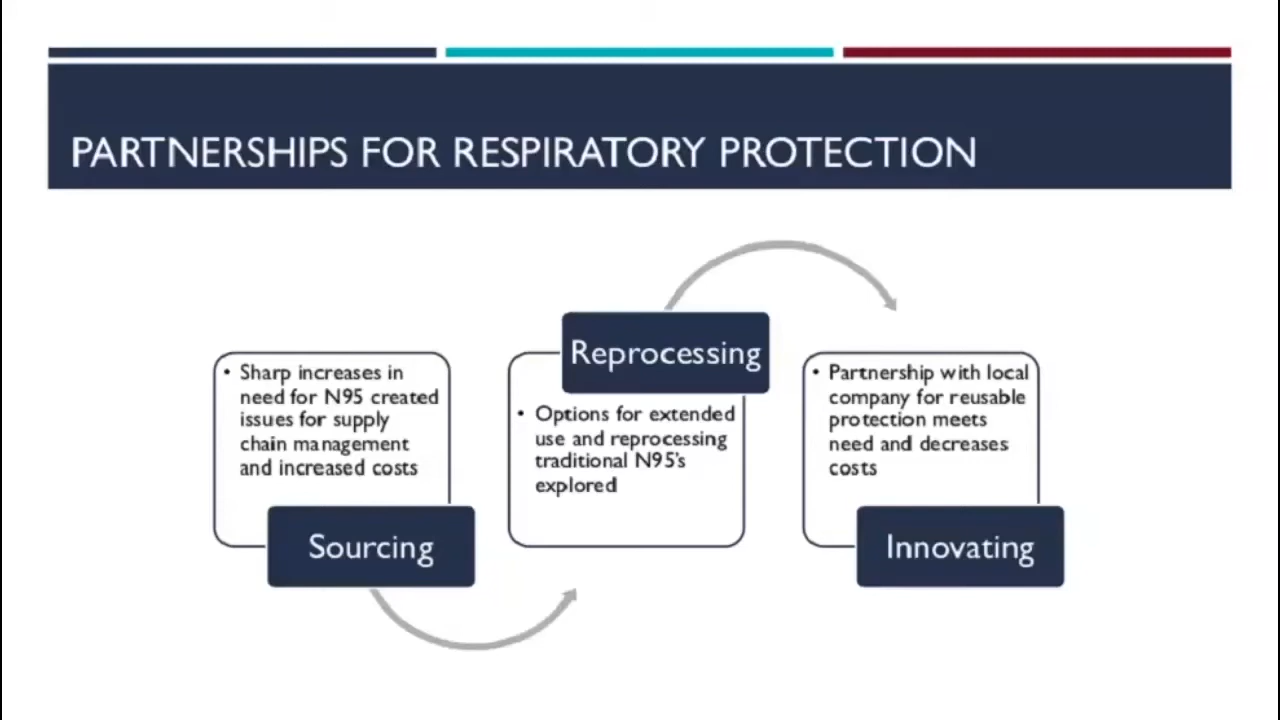 PARTNERSHIPS FOR RESPIRATORY PROTECTION
• Sharp increases in
need for N95 created
issues for supply
chain management
and increased costs
Sourcing
Reprocessing
• Options for extended
use and reprocessing
traditional N95's
explored
• Partnership with local
company for reusable
protection meets
need and decreases
costs
Innovating